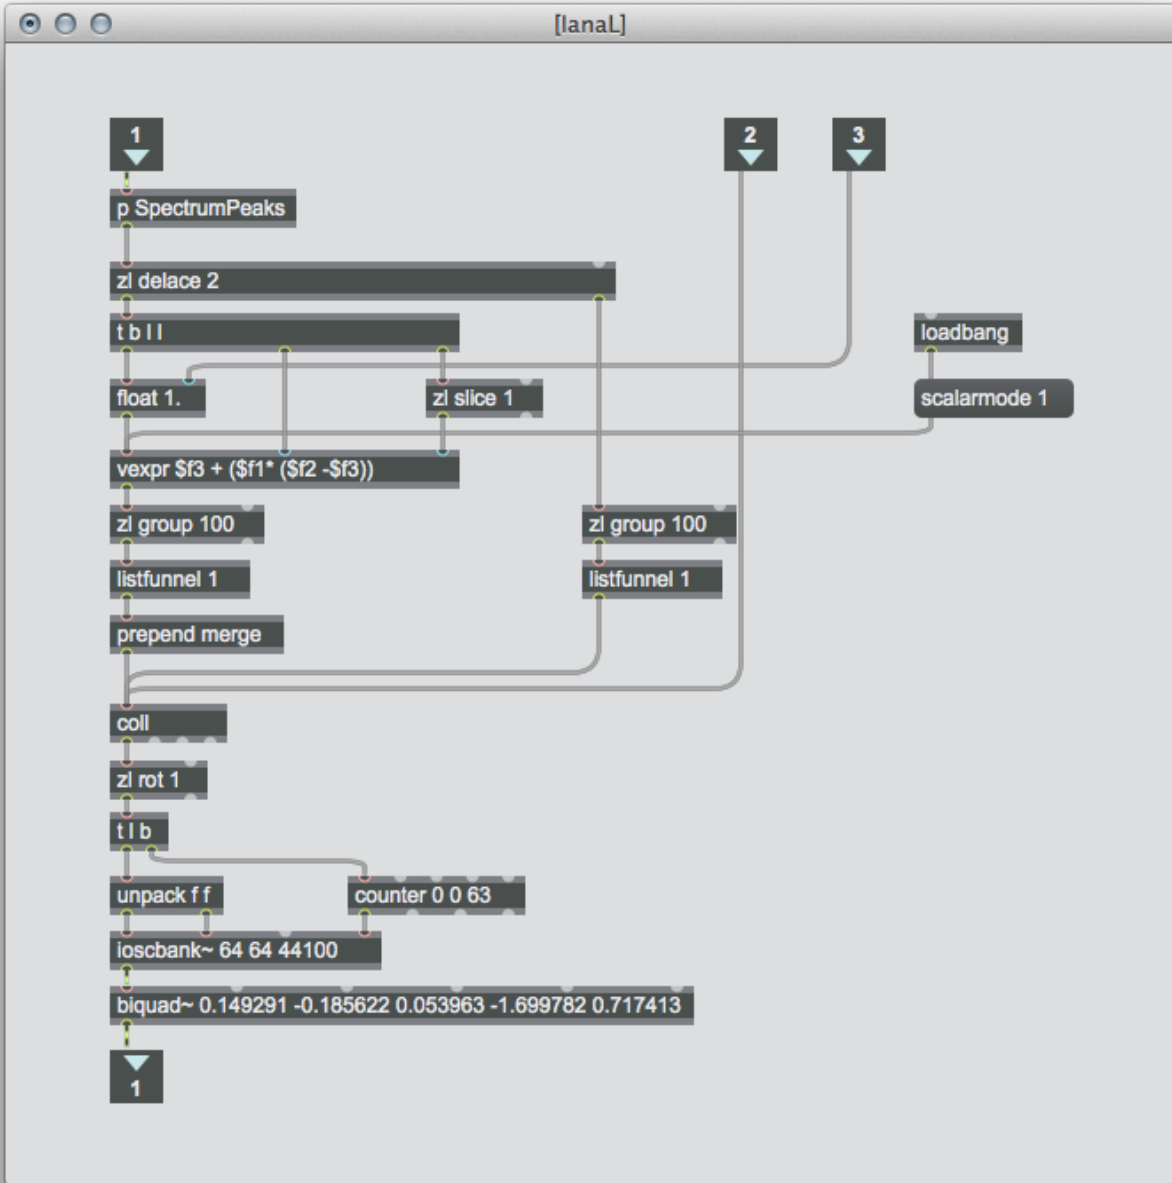 [lanaL]
1
2
3
p SpectrumPeaks
zl delace 2
t b l l
loadbang
float 1.
zl slice 1
scalarmode 1
vexpr $f3 + ($f1* ($f2 -$f3))
zl group 100
zl group 100
listfunnel 1
listfunnel 1
prepend merge
coll
zl rot 1
t l b
unpack f f
counter 0 0 63
ioscbank~ 64 64 44100
biquad~ 0.149291 -0.185622 0.053963 -1.699782 0.717413
1